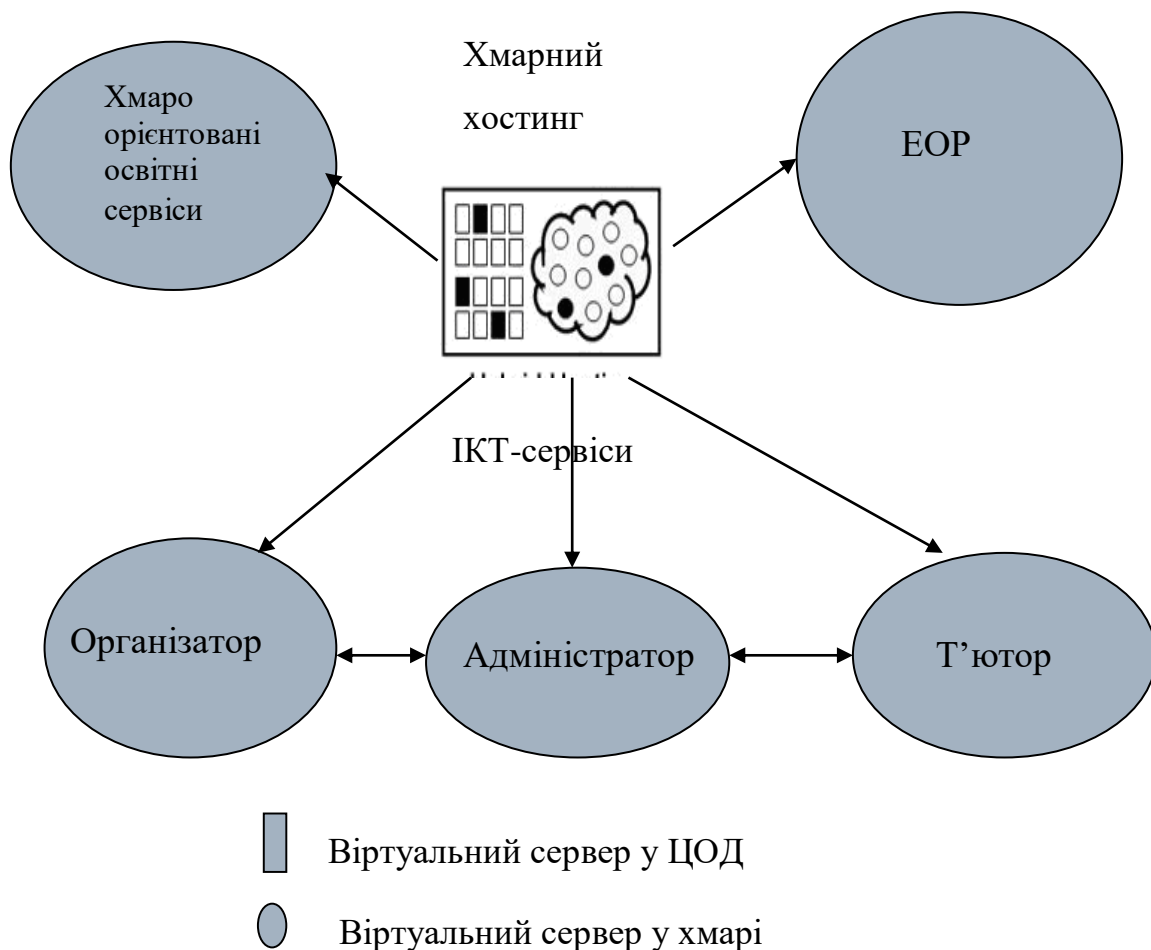 Хмарний
хостинг
Хмаро
орієнтовані
освітні
сервіси
ЕОР
ІКТ-сервіси
Організатор
Адміністратор
Т’ютор
Віртуальний сервер у ЦОД
Віртуальний сервер у хмарі